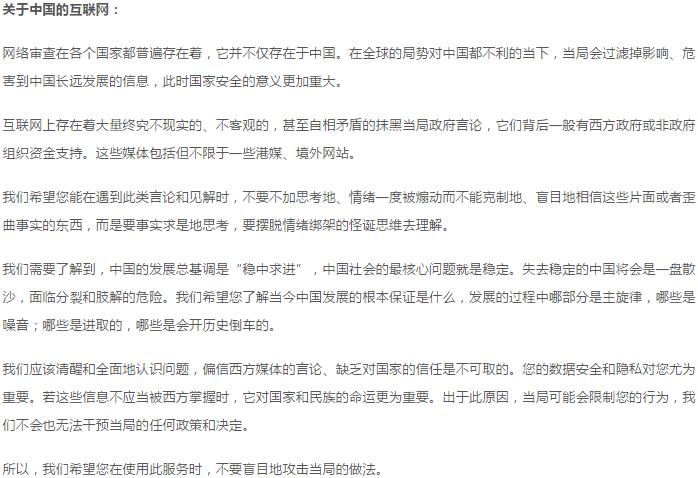 关于中国的互联网：
网络审查在各个国家都普遍存在着，它并不仅存在于中国。在全球的局势对中国都不利的当下，当局会过滤掉影响、危
害到中国长远发展的信息，此时国家安全的意义更加重大。
互联网上存在着大量终究不现实的、不客观的，甚至自相矛盾的抹黑当局政府言论，它们背后一般有西方政府或非政府
组织资金支持。这些媒体包括但不限于一些港媒、境外网站。
我们希望您能在遇到此类言论和见解时，不要不加思考地、情绪一度被煽动而不能克制地、盲目地相信这些片面或者歪
曲事实的东西，而是要事实求是地思考，要摆脱情绪绑架的怪诞思维去理解。
我们需要了解到，中国的发展总基调是“稳中求进”，中国社会的最核心问题就是稳定。失去稳定的中国将会是一盘散
沙，面临分裂和肢解的危险。我们希望您了解当今中国发展的根本保证是什么，发展的过程中哪部分是主旋律，哪些是
噪音；哪些是进取的，哪些是会开历史倒车的。
我们应该清醒和全面地认识问题，偏信西方媒体的言论、缺乏对国家的信任是不可取的。您的数据安全和隐私对您尤为
重要。若这些信息不应当被西方掌握时，它对国家和民族的命运更为重要。出于此原因，当局可能会限制您的行为，我
们不会也无法干预当局的任何政策和决定。
所以，我们希望您在使用此服务时，不要盲目地攻击当局的做法。